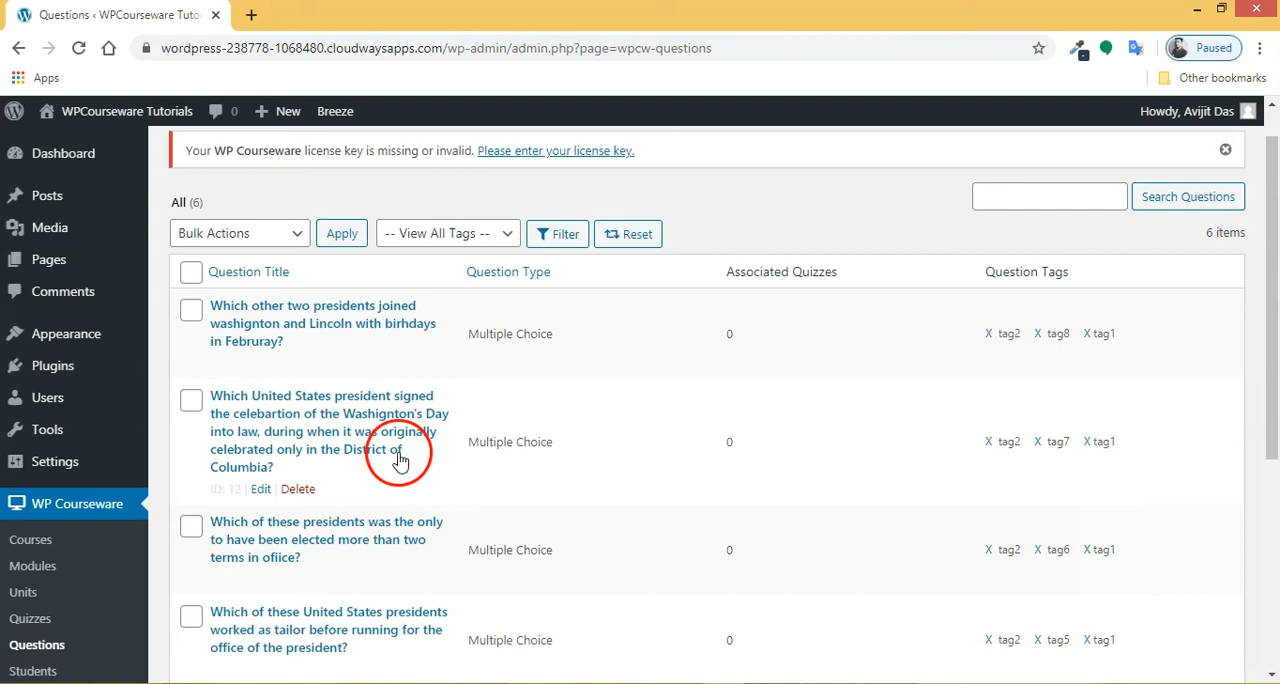 Questions ‹ WPCourseware Tuto
wordpress-238778-1068480.cloudwaysapps.com/wp-admin/admin.php?page=wpcw-questions
Paused
Apps
Other bookmarks
WPCourseware Tutorials
0
New
Breeze
Howdy, Avijit Das
Dashboard
Posts
Media
Pages
Comments
Appearance
Plugins
Users
Tools
Settings
WP Courseware
Courses
Modules
Units
Quizzes
Questions
Students
Your WP Courseware license key is missing or invalid. Please enter your license key.
All (6)
Search Questions
Bulk Actions
Apply
-- View All Tags --
Filter
Reset
6 items
Question Title
Question Type
Associated Quizzes
Question Tags
Which other two presidents joined
washignton and Lincoln with birhdays
in Februray?
Multiple Choice
0
X tag2 X tag8 X tag1
Which United States president signed
the celebartion of the Washignton's Day
into law, during when it was originally
celebrated only in the District of
Columbia?
ID: 12 | Edit | Delete
Multiple Choice
0
X tag2 X tag7 X tag1
Which of these presidents was the only
to have been elected more than two
terms in ofiice?
Multiple Choice
0
X tag2 X tag6 X tag1
Which of these United States presidents
worked as tailor before running for the
office of the president?
Multiple Choice
0
X tag2 X tag5 X tag1